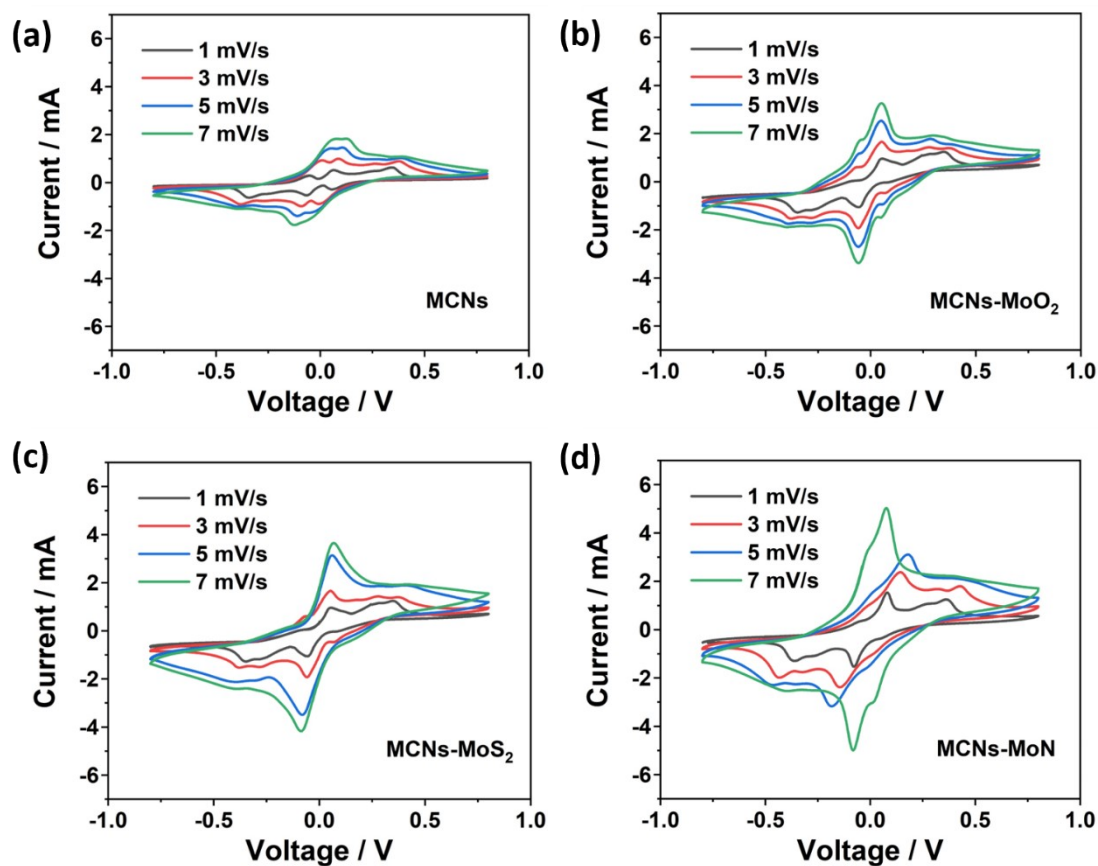 (a)
6
4
2
0
-2
-4
-6
Current / mA
1 mV/s
3 mV/s
5 mV/s
7 mV/s
MCNs
-1.0 -0.5 0.0 0.5 1.0
Voltage / V
(b)
6
4
2
0
-2
-4
-6
Current / mA
1 mV/s
3 mV/s
5 mV/s
7 mV/s
MCNs-MoO₂
-1.0 -0.5 0.0 0.5 1.0
Voltage / V
(c)
6
4
2
0
-2
-4
-6
Current / mA
1 mV/s
3 mV/s
5 mV/s
7 mV/s
MCNs-MoS₂
-1.0 -0.5 0.0 0.5 1.0
Voltage / V
(d)
6
4
2
0
-2
-4
-6
Current / mA
1 mV/s
3 mV/s
5 mV/s
7 mV/s
MCNs-MoN
-1.0 -0.5 0.0 0.5 1.0
Voltage / V